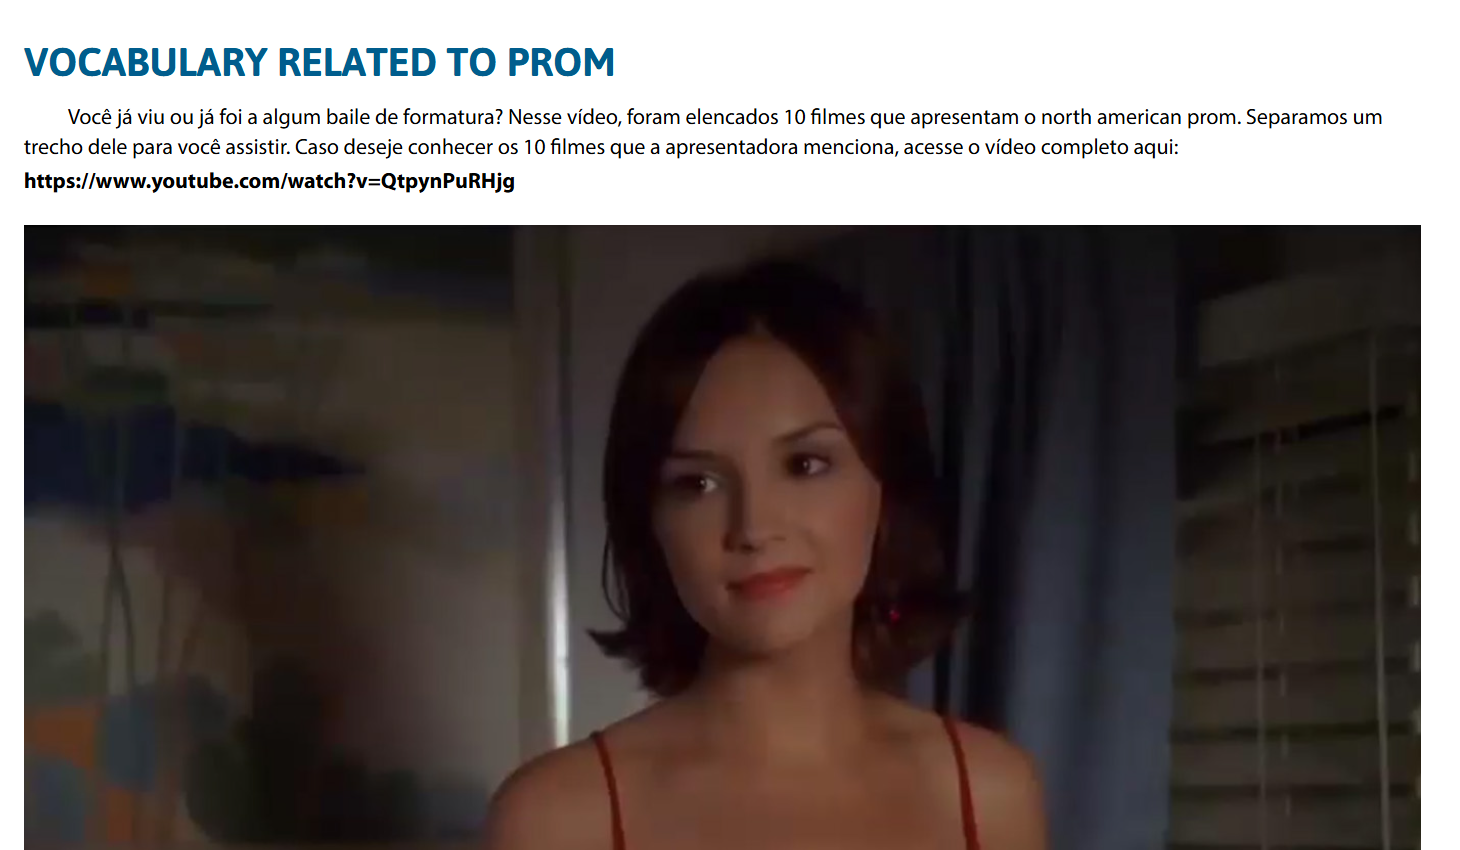 VOCABULARY RELATED TO PROM
Você já viu ou já foi a algum baile de formatura? Nesse vídeo, foram elencados 10 filmes que apresentam o north american prom. Separamos um
trecho dele para você assistir. Caso deseje conhecer os 10 filmes que a apresentadora menciona, acesse o vídeo completo aqui:
https://www.youtube.com/watch?v=QtpynPuRHjg